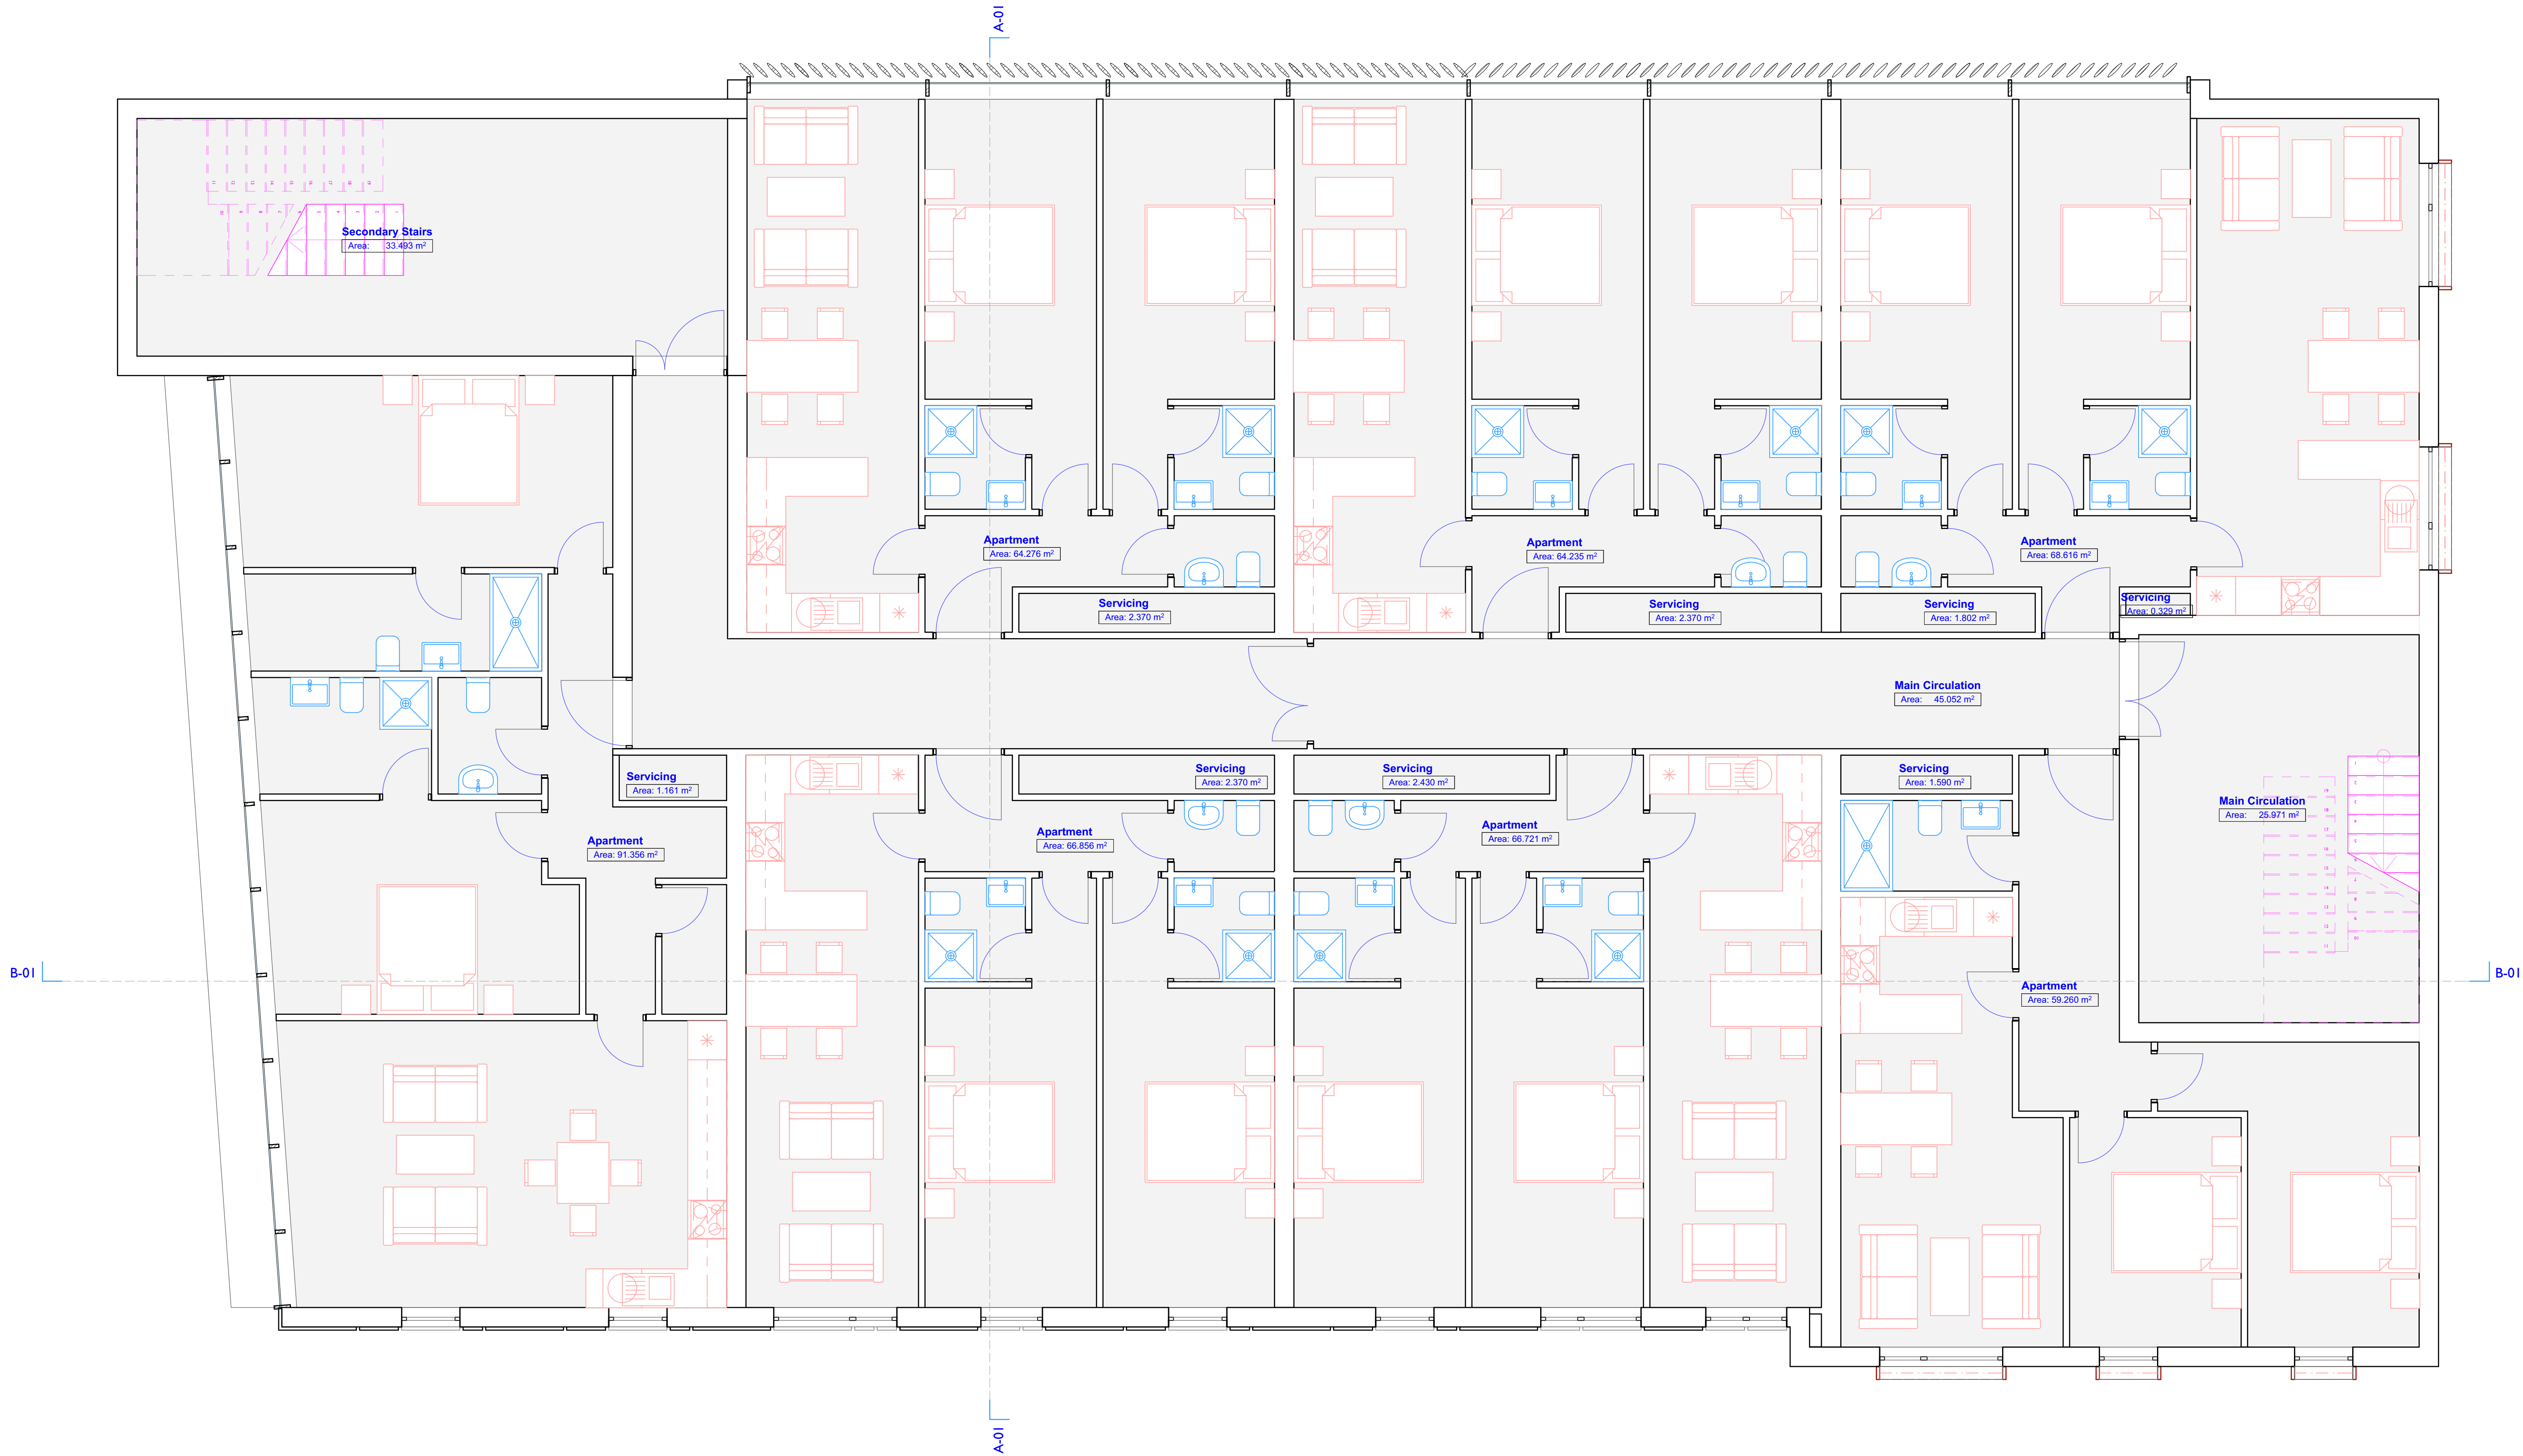 A-01
Secondary Stairs
Area: 33.493 m²
Apartment
Area: 64.276 m²
Apartment
Area: 64.235 m²
Apartment
Area: 68.616 m²
Servicing
Area: 2.370 m²
Servicing
Area: 2.370 m²
Servicing
Area: 1.802 m²
Servicing
Area: 0.329 m²
Main Circulation
Area: 45.052 m²
Servicing
Area: 1.161 m²
Servicing
Area: 2.370 m²
Servicing
Area: 2.430 m²
Servicing
Area: 1.590 m²
Main Circulation
Area: 25.971 m²
Apartment
Area: 91.356 m²
Apartment
Area: 66.856 m²
Apartment
Area: 66.721 m²
Apartment
Area: 59.260 m²
B-01
B-01
A-01